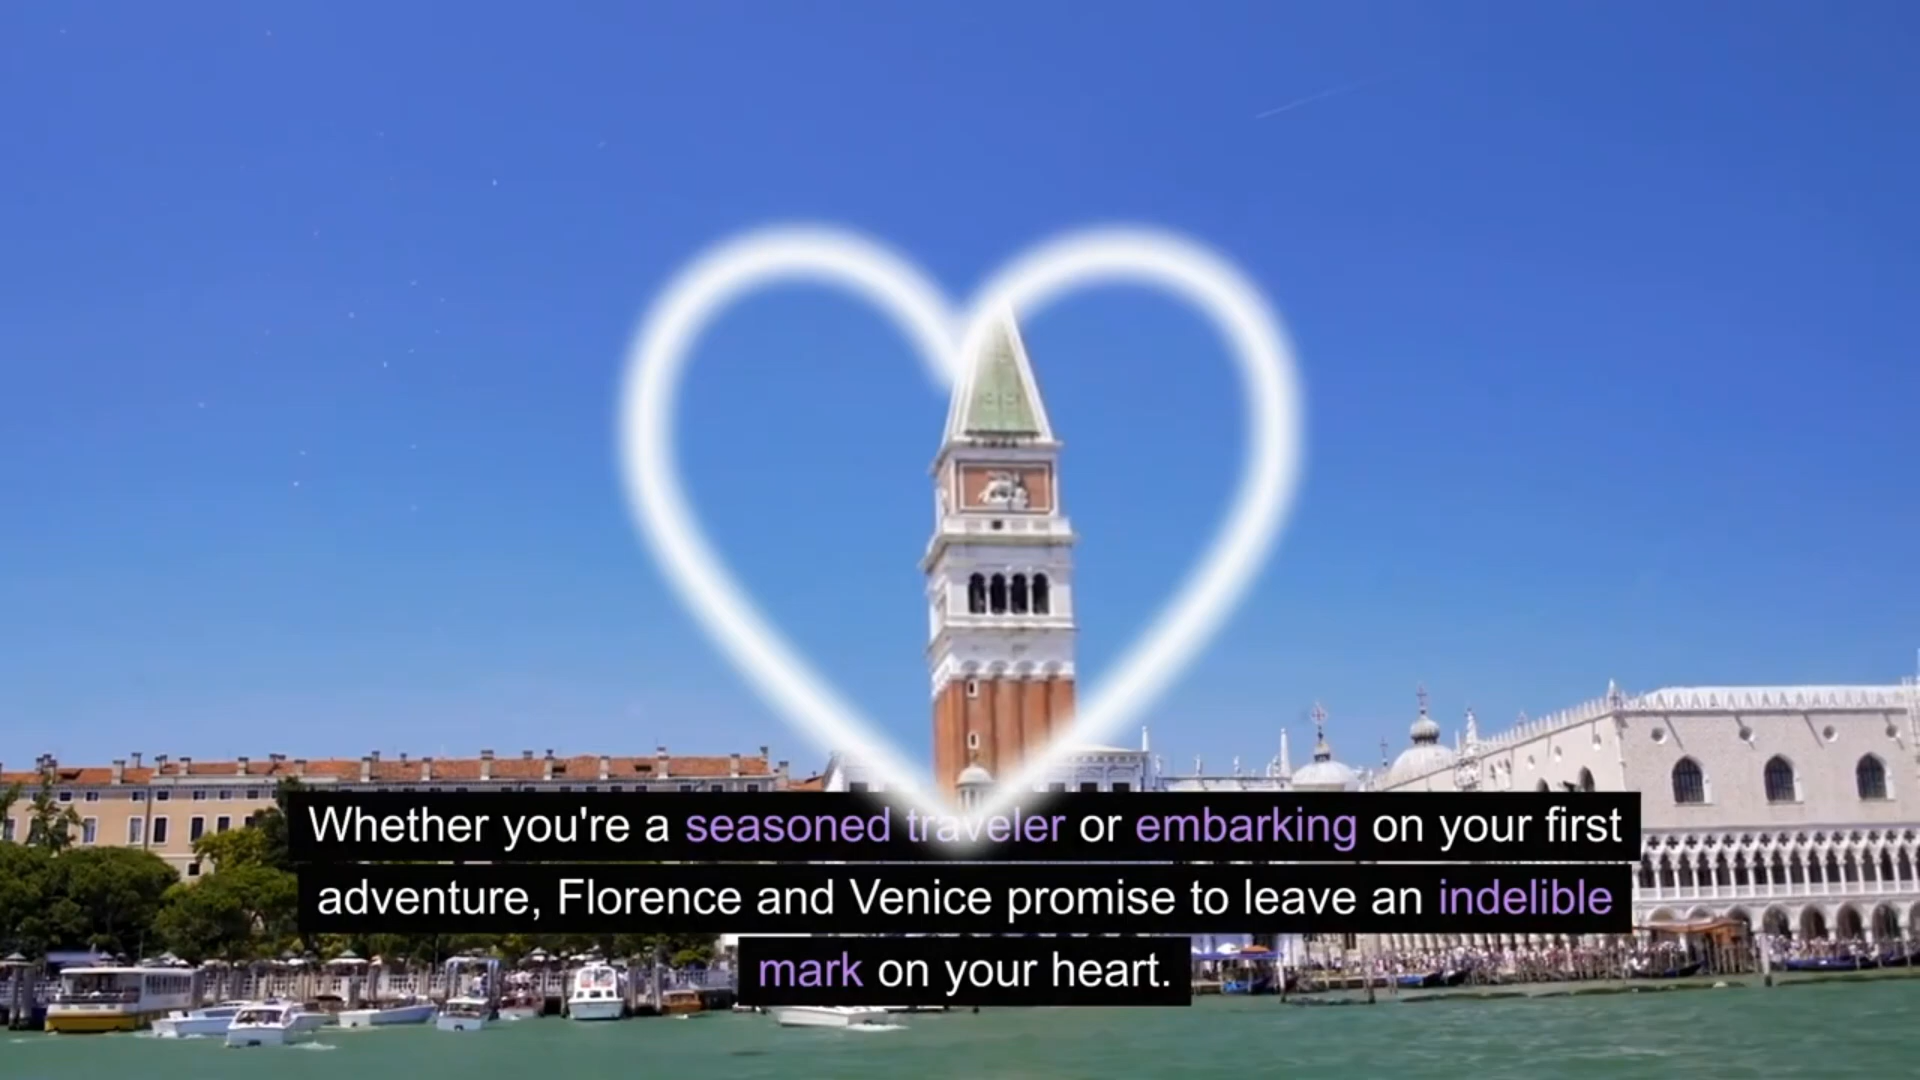 Whether you're a seasoned traveler or embarking on your first
adventure, Florence and Venice promise to leave an indelible
mark on your heart.